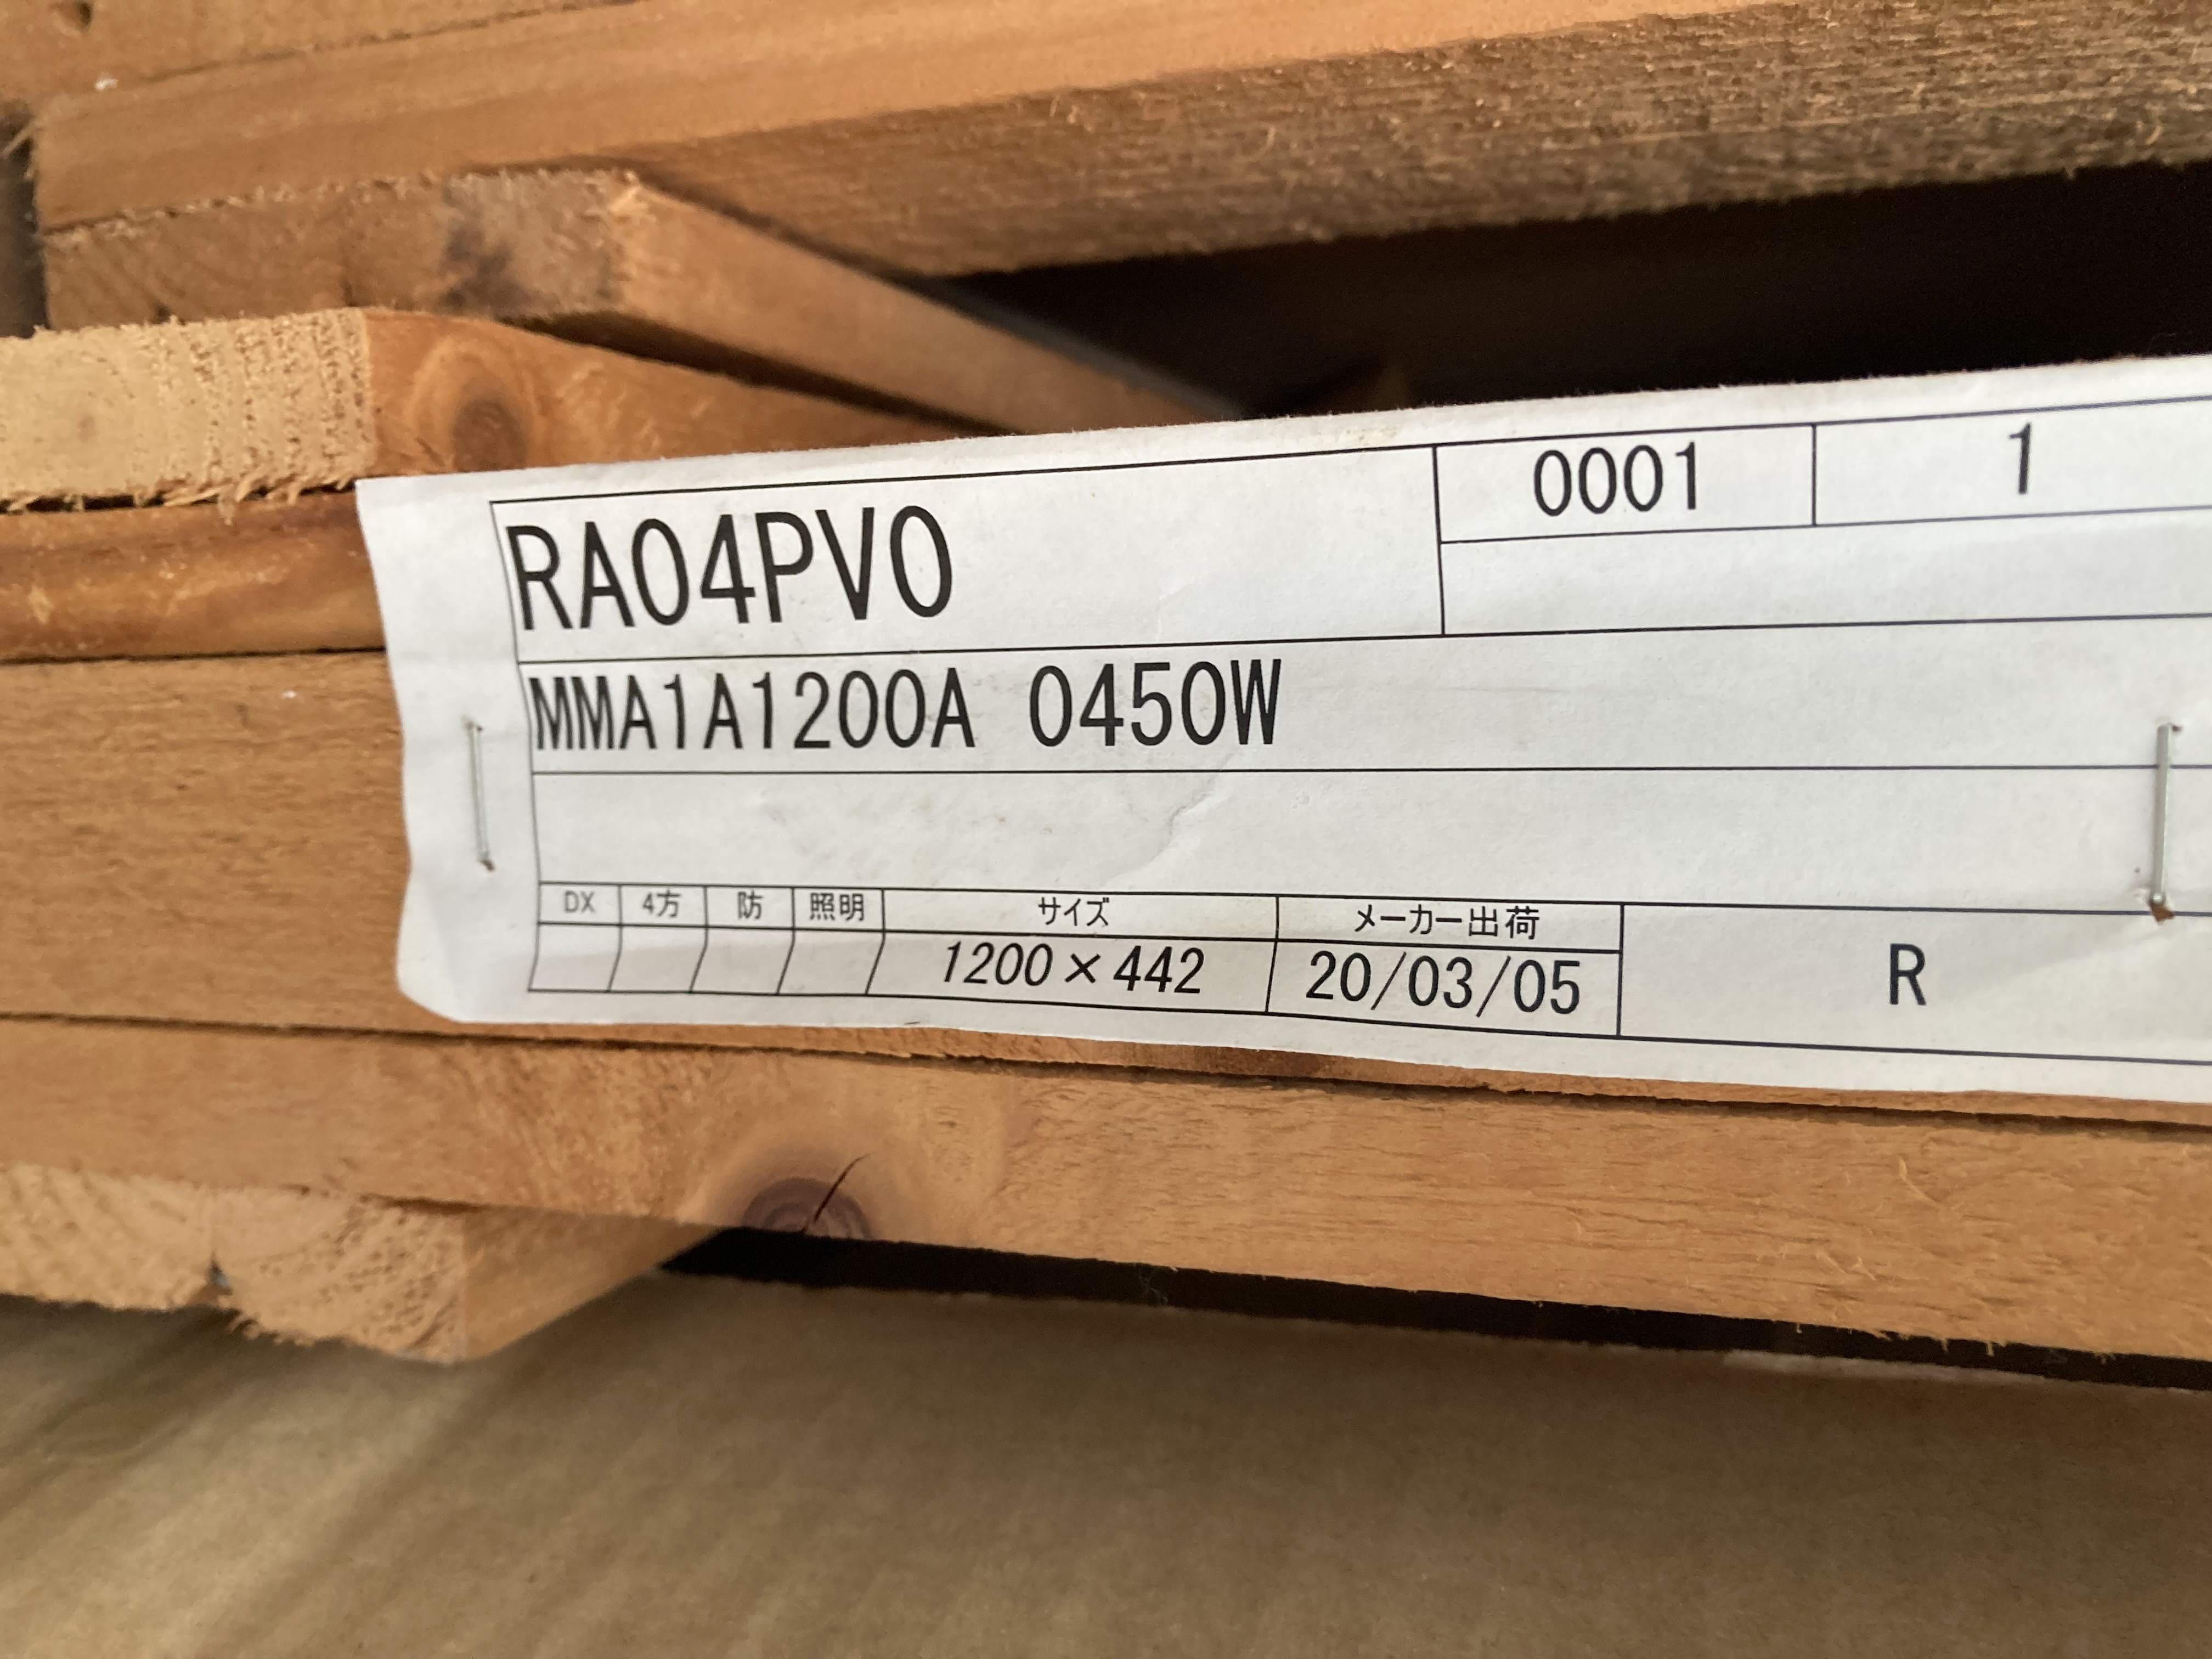 RA04PV0 0001 1
MMA1A1200A 0450W
DX 4方 防 照明 サイズ メーカー出荷
1200×442 20/03/05 R